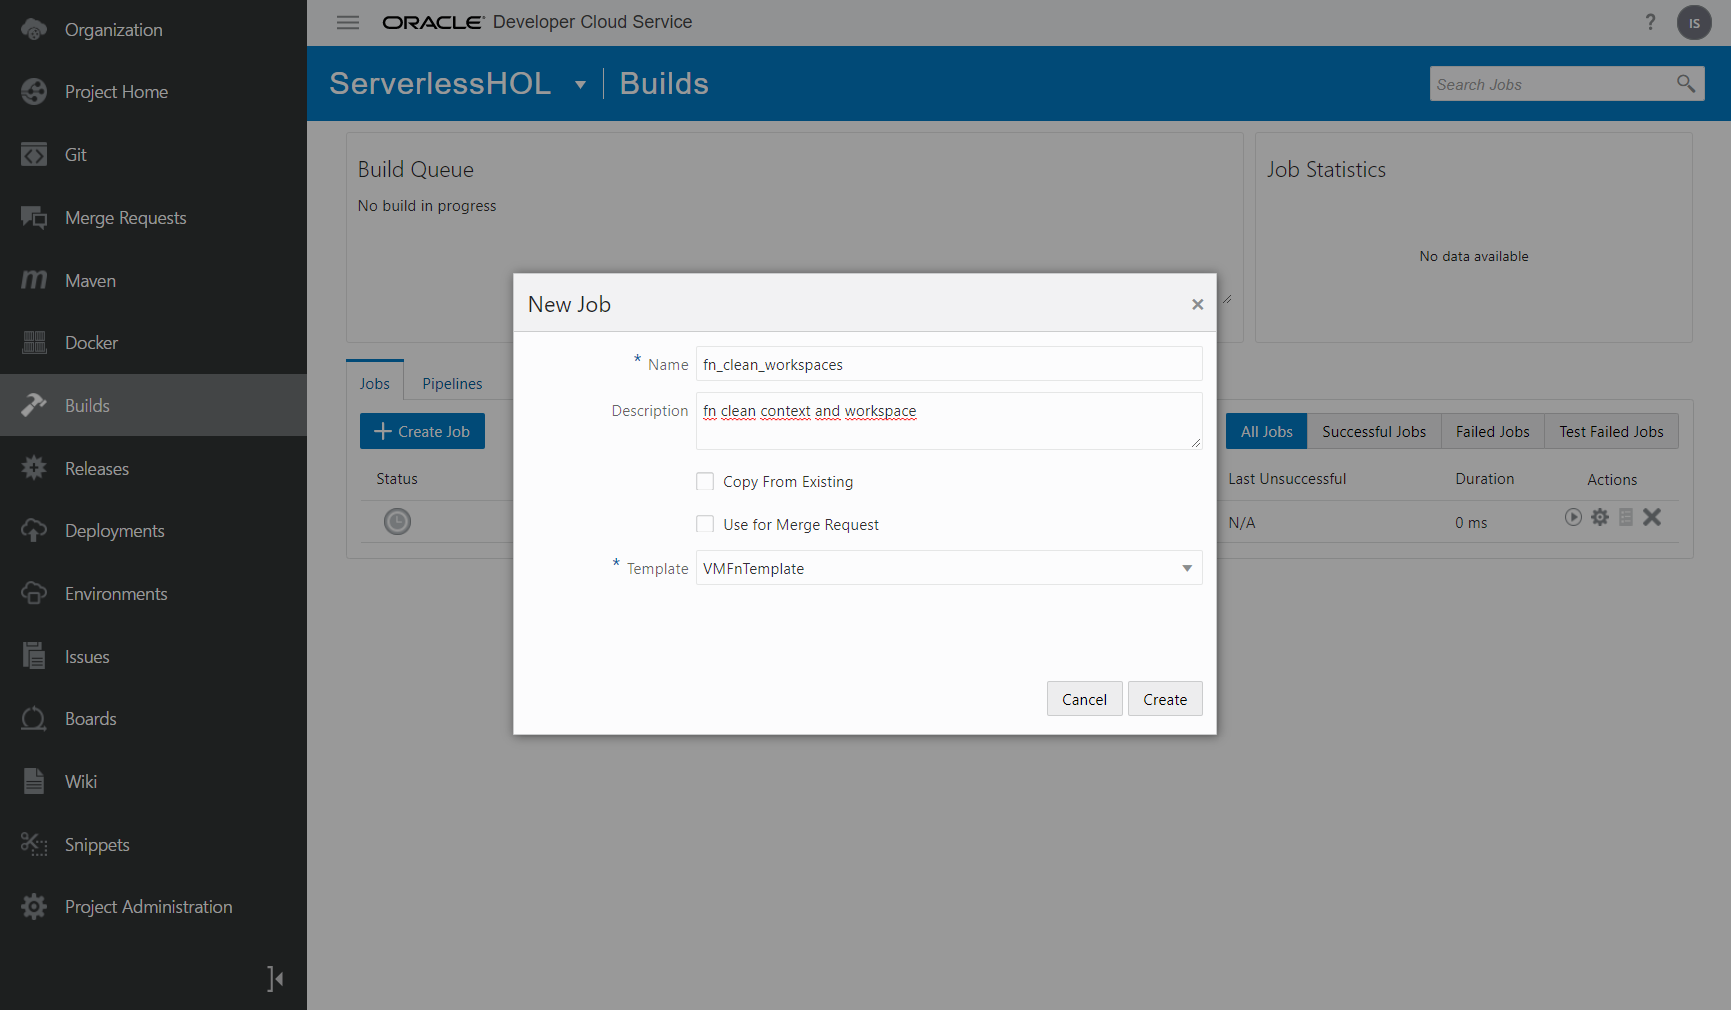 Organization
Project Home
Git
Merge Requests
Maven
Docker
Builds
Releases
Deployments
Environments
Issues
Boards
Wiki
Snippets
Project Administration
ORACLE Developer Cloud Service
? IS
ServerlessHOL Builds
Search Jobs
Build Queue
No build in progress
Job Statistics
No data available
New Job
* Name fn_clean_workspaces
Description fn clean context and workspace
Copy From Existing
Use for Merge Request
* Template VMFnTemplate
Cancel Create
Jobs Pipelines
Create Job
All Jobs Successful Jobs Failed Jobs Test Failed Jobs
Status Last Unsuccessful Duration Actions
N/A 0 ms